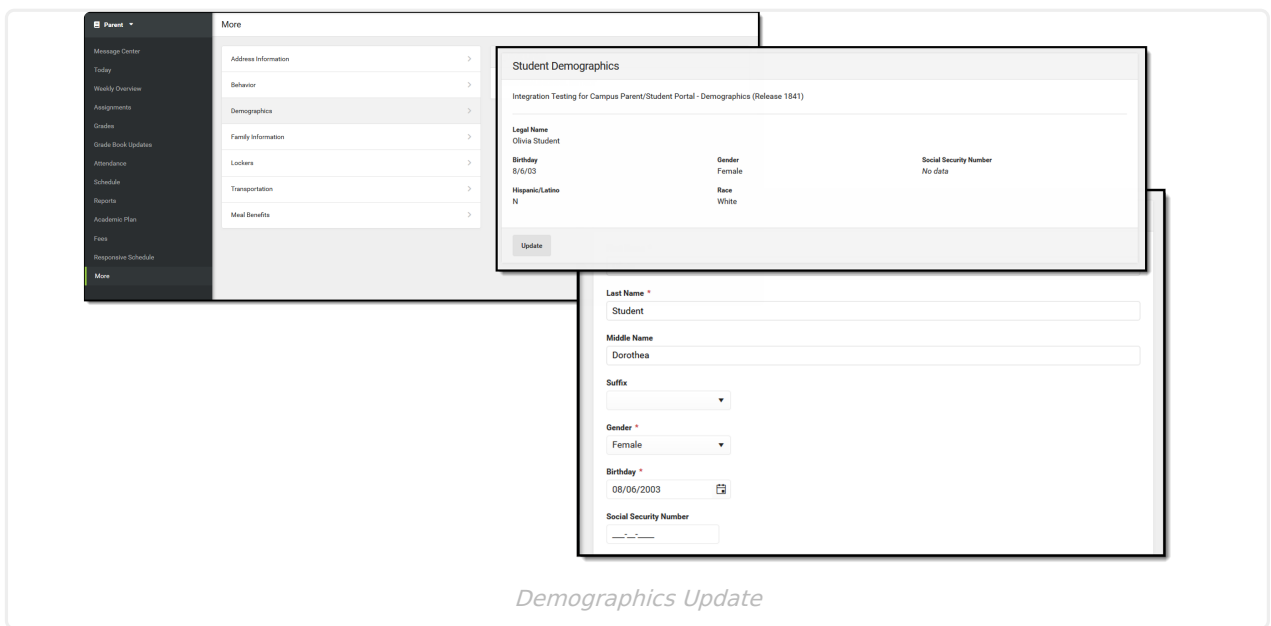 Parent
Message Center
Today
Weekly Overview
Assignments
Grades
Grade Book Updates
Attendance
Schedule
Reports
Academic Plan
Fees
Responsive Schedule
More
More
Address Information
Behavior
Demographics
Family Information
Lockers
Transportation
Meal Benefits
Student Demographics
Integration Testing for Campus Parent/Student Portal - Demographics (Release 1841)
Legal Name
Olivia Student
Birthday Gender Social Security Number
8/6/03 Female No data
Hispanic/Latino Race
N White
Update
Last Name *
Student
Middle Name
Dorothea
Suffix
Gender *
Female
Birthday *
08/06/2003
Social Security Number
___-__-____
Demographics Update